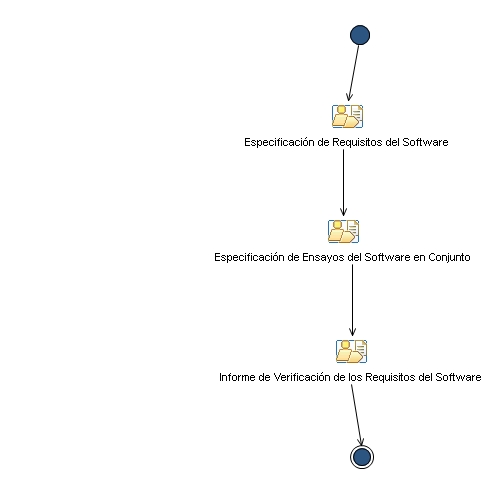 Especificación de Requisitos del Software
Especificación de Ensayos del Software en Conjunto
Informe de Verificación de los Requisitos del Software